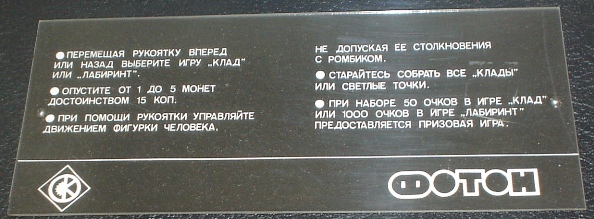 ● ПЕРЕМЕЩАЯ РУКОЯТКУ ВПЕРЕД
ИЛИ НАЗАД ВЫБЕРИТЕ ИГРУ „КЛАД"
ИЛИ „ЛАБИРИНТ".
● ОПУСТИТЕ ОТ 1 ДО 5 МОНЕТ
ДОСТОИНСТВОМ 15 КОП.
● ПРИ ПОМОЩИ РУКОЯТКИ УПРАВЛЯЙТЕ
ДВИЖЕНИЕМ ФИГУРКИ ЧЕЛОВЕКА.
НЕ ДОПУСКАЯ ЕЕ СТОЛКНОВЕНИЯ
С РОМБИКОМ.
● СТАРАЙТЕСЬ СОБРАТЬ ВСЕ „КЛАДЫ"
ИЛИ СВЕТЛЫЕ ТОЧКИ.
● ПРИ НАБОРЕ 50 ОЧКОВ В ИГРЕ „КЛАД"
ИЛИ 1000 ОЧКОВ В ИГРЕ „ЛАБИРИНТ"
ПРЕДОСТАВЛЯЕТСЯ ПРИЗОВАЯ ИГРА.
ФОТОН